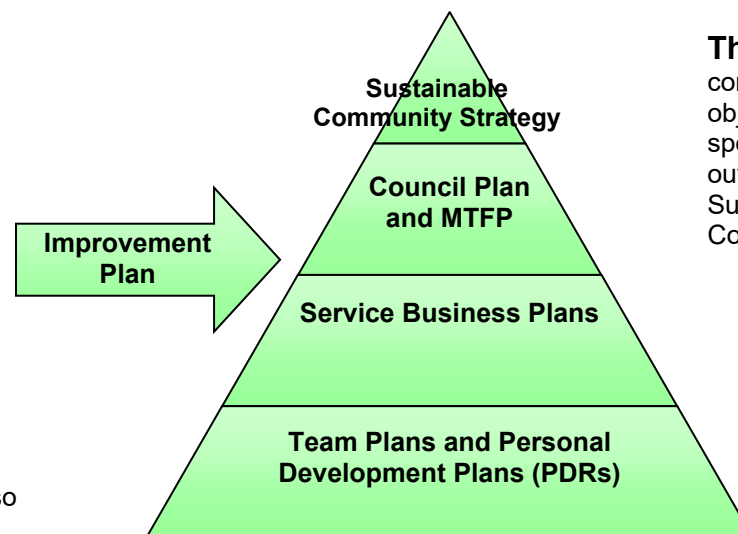 Sustainable
Community Strategy
Council Plan
and MTFP
Improvement
Plan
Service Business Plans
Team Plans and Personal
Development Plans (PDRs)